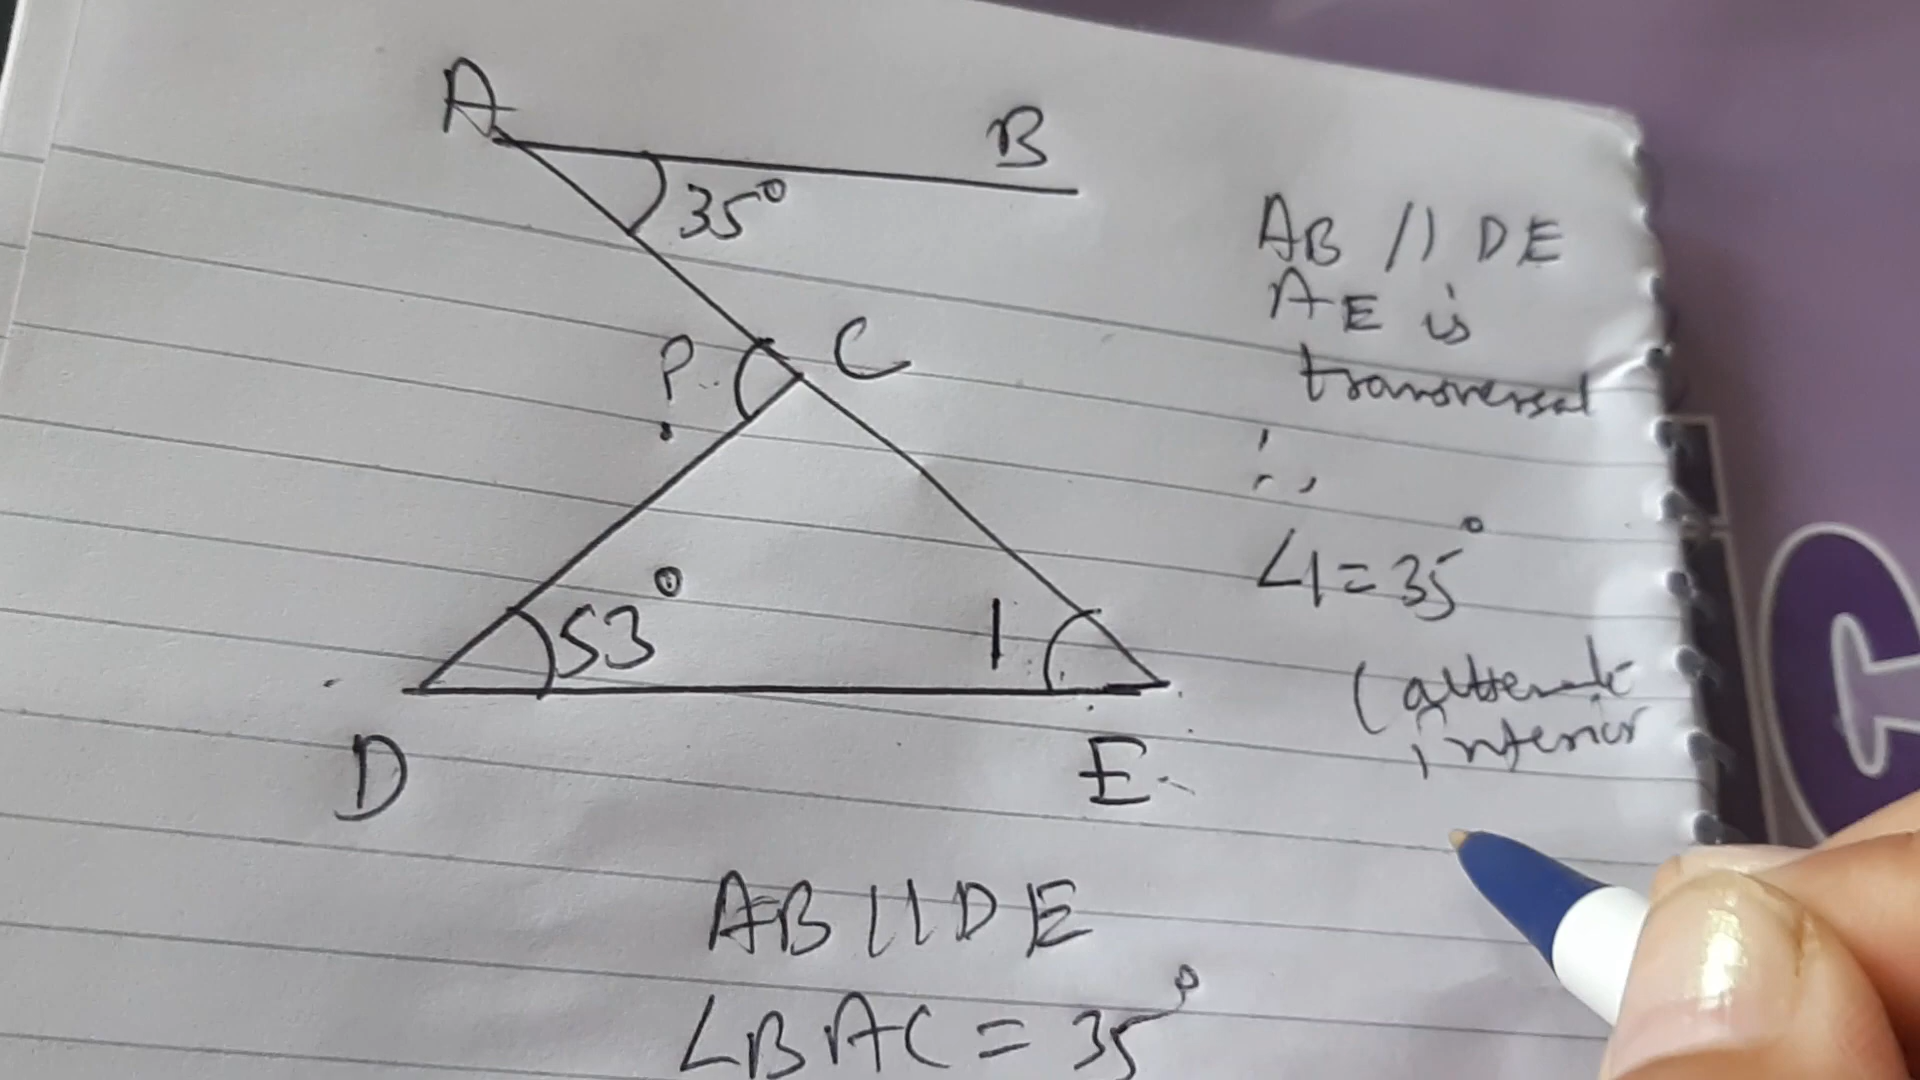 A
B
35°
C
P
53°
1
D
E
AB // DE
AE is
transversal
∴
∠1 = 35°
(alternate
interior
AB || DE
∠BAC = 35°